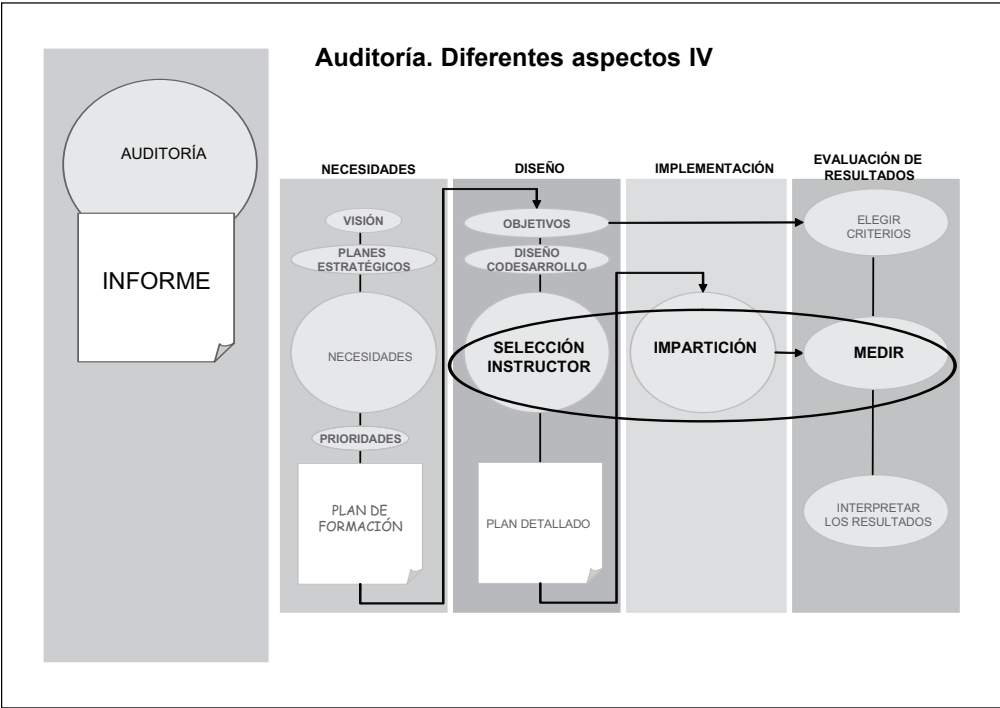 Auditoría. Diferentes aspectos IV
AUDITORÍA
INFORME
NECESIDADES
VISIÓN
PLANES
ESTRATÉGICOS
NECESIDADES
PRIORIDADES
PLAN DE
FORMACIÓN
DISEÑO
OBJETIVOS
DISEÑO
CODESARROLLO
SELECCIÓN
INSTRUCTOR
PLAN DETALLADO
IMPLEMENTACIÓN
IMPARTICIÓN
EVALUACIÓN DE
RESULTADOS
ELEGIR
CRITERIOS
MEDIR
INTERPRETAR
LOS RESULTADOS